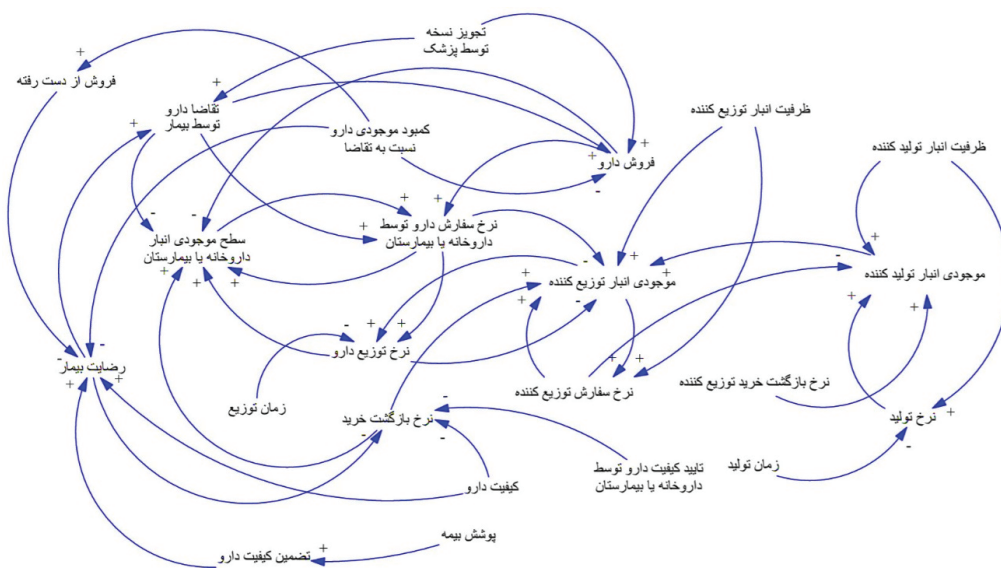 تجویز نسخه
توسط پزشک
فروش از دست رفته
تقاضا دارو
توسط بیمار
کمبود موجودی دارو
نسبت به تقاضا
ظرفیت انبار توزیع کننده
ظرفیت انبار تولید کننده
فروش دارو
سطح موجودی انبار
داروخانه یا بیمارستان
نرخ سفارش دارو توسط
داروخانه یا بیمارستان
موجودی انبار توزیع کننده
موجودی انبار تولید کننده
نرخ توزیع دارو
رضایت بیمار
زمان توزیع
نرخ بازگشت خرید
نرخ سفارش توزیع کننده
نرخ بازگشت خرید توزیع کننده
نرخ تولید
کیفیت دارو
تایید کیفیت دارو توسط
داروخانه یا بیمارستان
زمان تولید
پوشش بیمه
تضمین کیفیت دارو